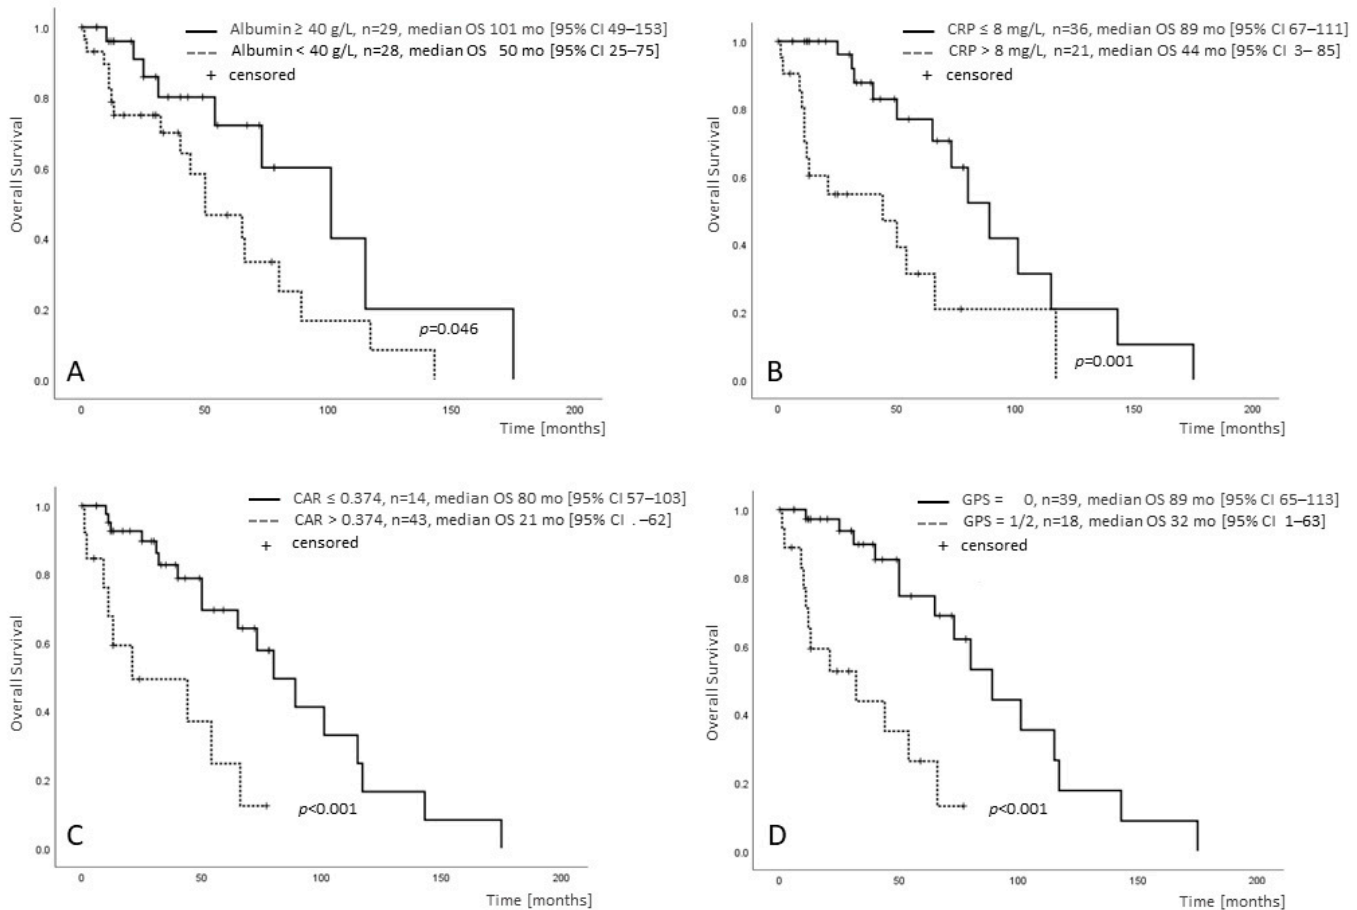 Albumin ≥ 40 g/L, n=29, median OS 101 mo [95% CI 49–153]
Albumin < 40 g/L, n=28, median OS 50 mo [95% CI 25–75]
+ censored
1.0
0.8
0.6
0.4
0.2
0.0
Overall Survival
p=0.046
A
0 50 100 150 200
Time [months]
CRP ≤ 8 mg/L, n=36, median OS 89 mo [95% CI 67–111]
CRP > 8 mg/L, n=21, median OS 44 mo [95% CI 3– 85]
+ censored
1.0
0.8
0.6
0.4
0.2
0.0
Overall Survival
p=0.001
B
0 50 100 150 200
Time [months]
CAR ≤ 0.374, n=14, median OS 80 mo [95% CI 57–103]
CAR > 0.374, n=43, median OS 21 mo [95% CI . –62]
+ censored
1.0
0.8
0.6
0.4
0.2
0.0
Overall Survival
p<0.001
C
0 50 100 150 200
Time [months]
GPS = 0, n=39, median OS 89 mo [95% CI 65–113]
GPS = 1/2, n=18, median OS 32 mo [95% CI 1–63]
+ censored
1.0
0.8
0.6
0.4
0.2
0.0
Overall Survival
p<0.001
D
0 50 100 150 200
Time [months]